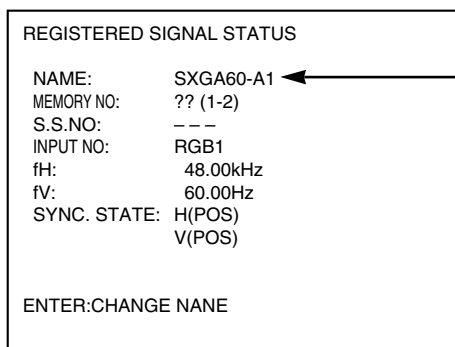 REGISTERED SIGNAL STATUS
NAME: SXGA60-A1
MEMORY NO: ?? (1-2)
S.S.NO: – – –
INPUT NO: RGB1
fH: 48.00kHz
fV: 60.00Hz
SYNC. STATE: H(POS)
V(POS)
ENTER:CHANGE NANE